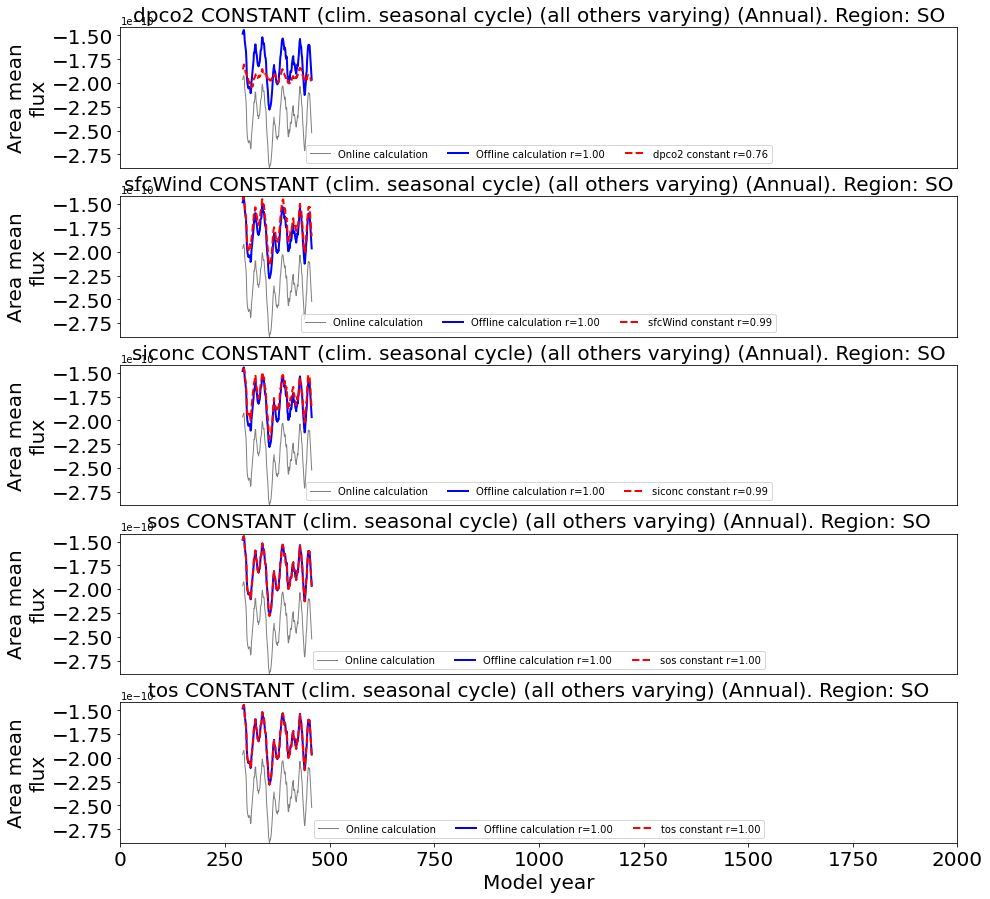 dpco2 CONSTANT (clim. seasonal cycle) (all others varying) (Annual). Region: SO
1e−10
−1.50
−1.75
−2.00
−2.25
−2.50
−2.75
Area mean
flux
Online calculation
Offline calculation r=1.00
dpco2 constant r=0.76
sfcWind CONSTANT (clim. seasonal cycle) (all others varying) (Annual). Region: SO
1e−10
−1.50
−1.75
−2.00
−2.25
−2.50
−2.75
Area mean
flux
Online calculation
Offline calculation r=1.00
sfcWind constant r=0.99
siconc CONSTANT (clim. seasonal cycle) (all others varying) (Annual). Region: SO
1e−10
−1.50
−1.75
−2.00
−2.25
−2.50
−2.75
Area mean
flux
Online calculation
Offline calculation r=1.00
siconc constant r=0.99
sos CONSTANT (clim. seasonal cycle) (all others varying) (Annual). Region: SO
1e−10
−1.50
−1.75
−2.00
−2.25
−2.50
−2.75
Area mean
flux
Online calculation
Offline calculation r=1.00
sos constant r=1.00
tos CONSTANT (clim. seasonal cycle) (all others varying) (Annual). Region: SO
1e−10
−1.50
−1.75
−2.00
−2.25
−2.50
−2.75
Area mean
flux
Online calculation
Offline calculation r=1.00
tos constant r=1.00
0 250 500 750 1000 1250 1500 1750 2000
Model year